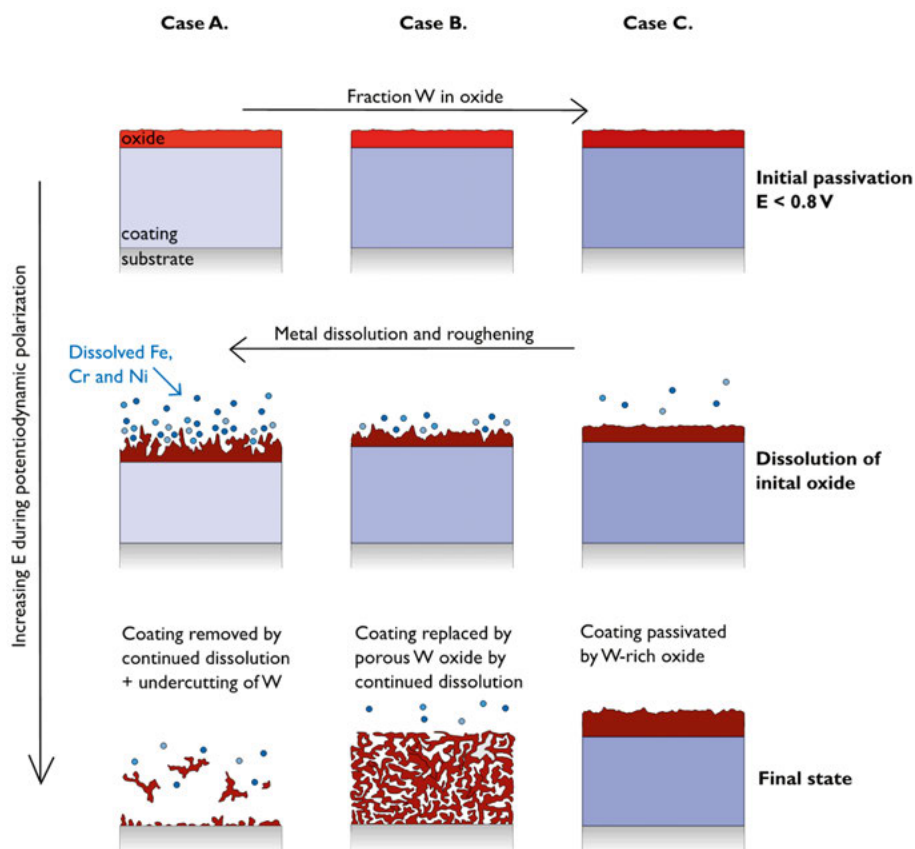 Case A.
Case B.
Case C.
Fraction W in oxide
oxide
coating
substrate
Initial passivation
E < 0.8 V
Increasing E during potentiodynamic polarization
Metal dissolution and roughening
Dissolved Fe,
Cr and Ni
Dissolution of
inital oxide
Coating removed by
continued dissolution
+ undercutting of W
Coating replaced by
porous W oxide by
continued dissolution
Coating passivated
by W-rich oxide
Final state